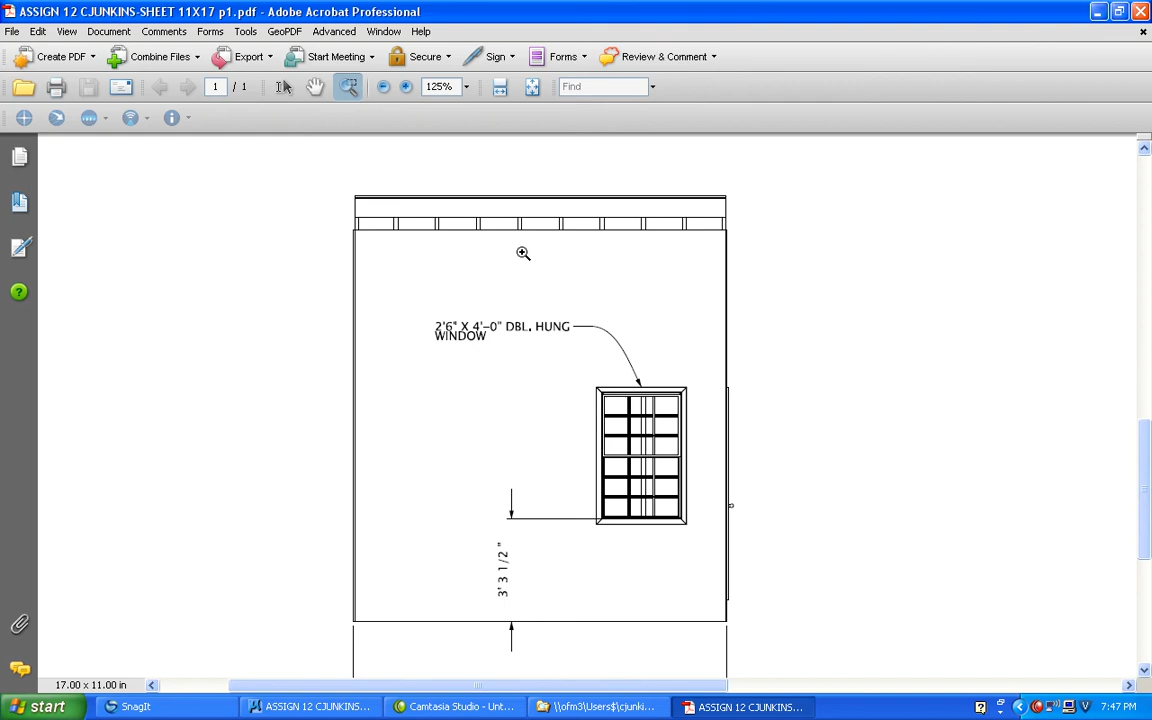 ASSIGN 12 CJUNKINS-SHEET 11X17 p1.pdf - Adobe Acrobat Professional
File Edit View Document Comments Forms Tools GeoPDF Advanced Window Help
Create PDF Combine Files Export Start Meeting Secure Sign Forms Review & Comment
1 / 1 125% Find
2'6" X 4'-0" DBL. HUNG
WINDOW
3' 3 1/2 "
17.00 x 11.00 in
start SnagIt ASSIGN 12 CJUNKINS... Camtasia Studio - Unt... \\ofm3\Users$\cjunki... ASSIGN 12 CJUNKINS... 7:47 PM